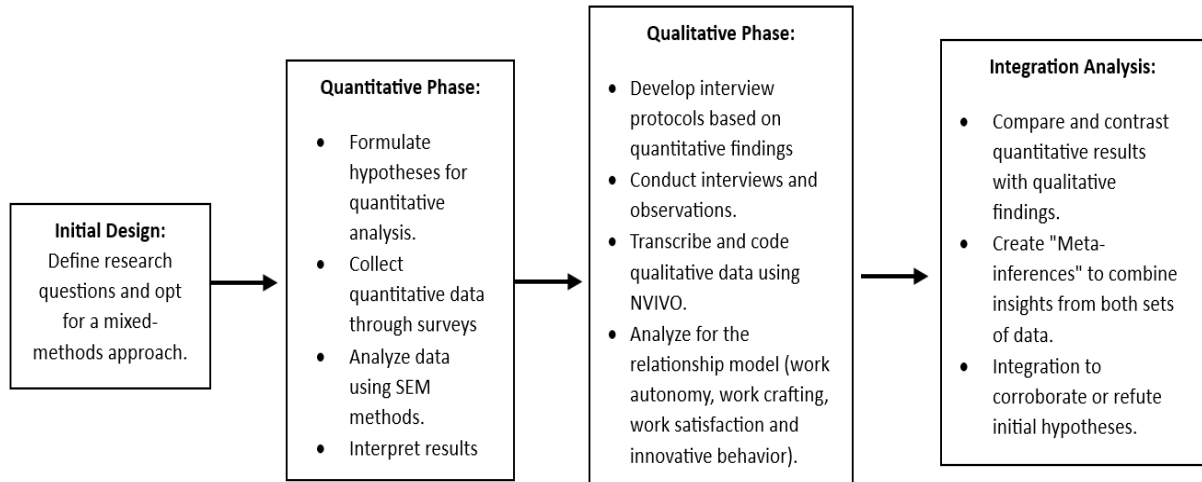 Initial Design:
Define research
questions and opt
for a mixed-
methods approach.
Quantitative Phase:
• Formulate
hypotheses for
quantitative
analysis.
• Collect
quantitative data
through surveys
• Analyze data
using SEM
methods.
• Interpret results
Qualitative Phase:
• Develop interview
protocols based on
quantitative findings
• Conduct interviews and
observations.
• Transcribe and code
qualitative data using
NVIVO.
• Analyze for the
relationship model (work
autonomy, work crafting,
work satisfaction and
innovative behavior).
Integration Analysis:
• Compare and contrast
quantitative results
with qualitative
findings.
• Create "Meta-
inferences" to combine
insights from both sets
of data.
• Integration to
corroborate or refute
initial hypotheses.